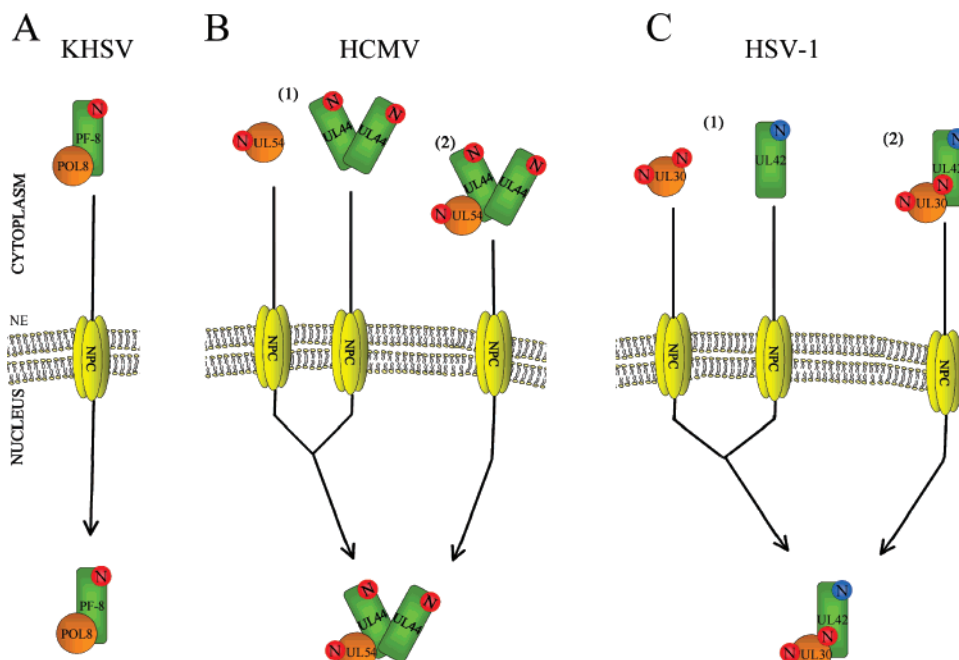 A
KHSV
N
PF-8
POL8
CYTOPLASM
NE
NPC
NUCLEUS
N
PF-8
POL8
B
HCMV
(1)
N
UL54
N
UL44
N
UL44
(2)
N
UL44
N
UL44
N
UL54
NPC
NPC
NPC
N
UL44
N
UL44
N
UL54
C
HSV-1
(1)
N
N
UL30
N
UL42
(2)
N
UL42
N
N
UL30
NPC
NPC
NPC
N
UL42
N
N
UL30